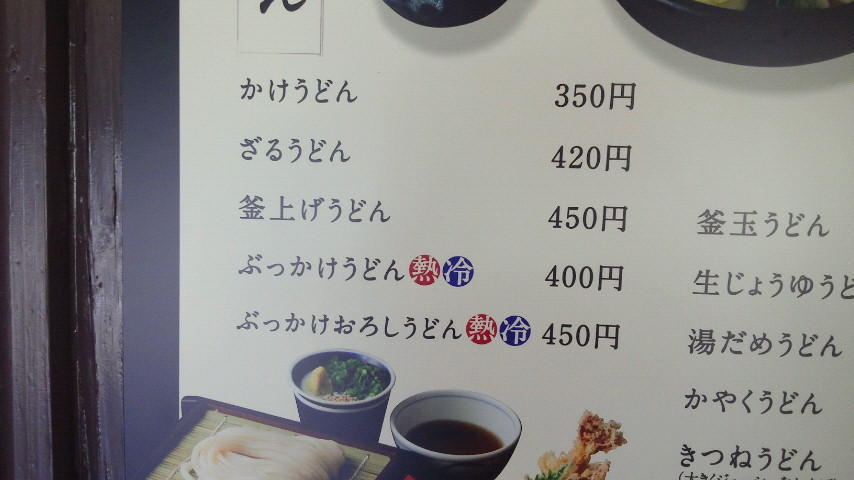 ん
かけうどん 350円
ざるうどん 420円
釜上げうどん 450円
ぶっかけうどん 熱 冷 400円
ぶっかけおろしうどん 熱 冷 450円
釜玉うどん
生じょうゆうど
湯だめうどん
かやくうどん
きつねうどん